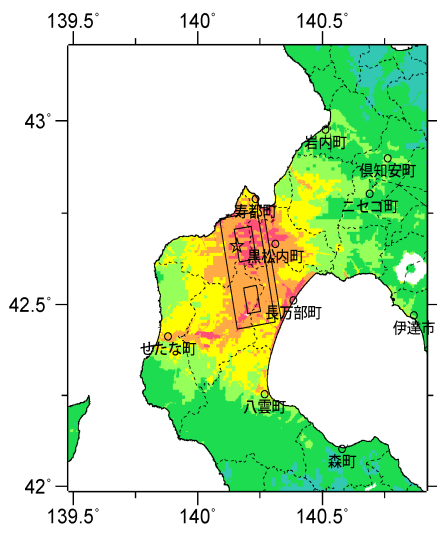 139.5° 140° 140.5°
43°
岩内町
倶知安町
ニセコ町
寿都町
黒松内町
42.5°
長万部町
伊達市
せたな町
八雲町
森町
42°
139.5° 140° 140.5°